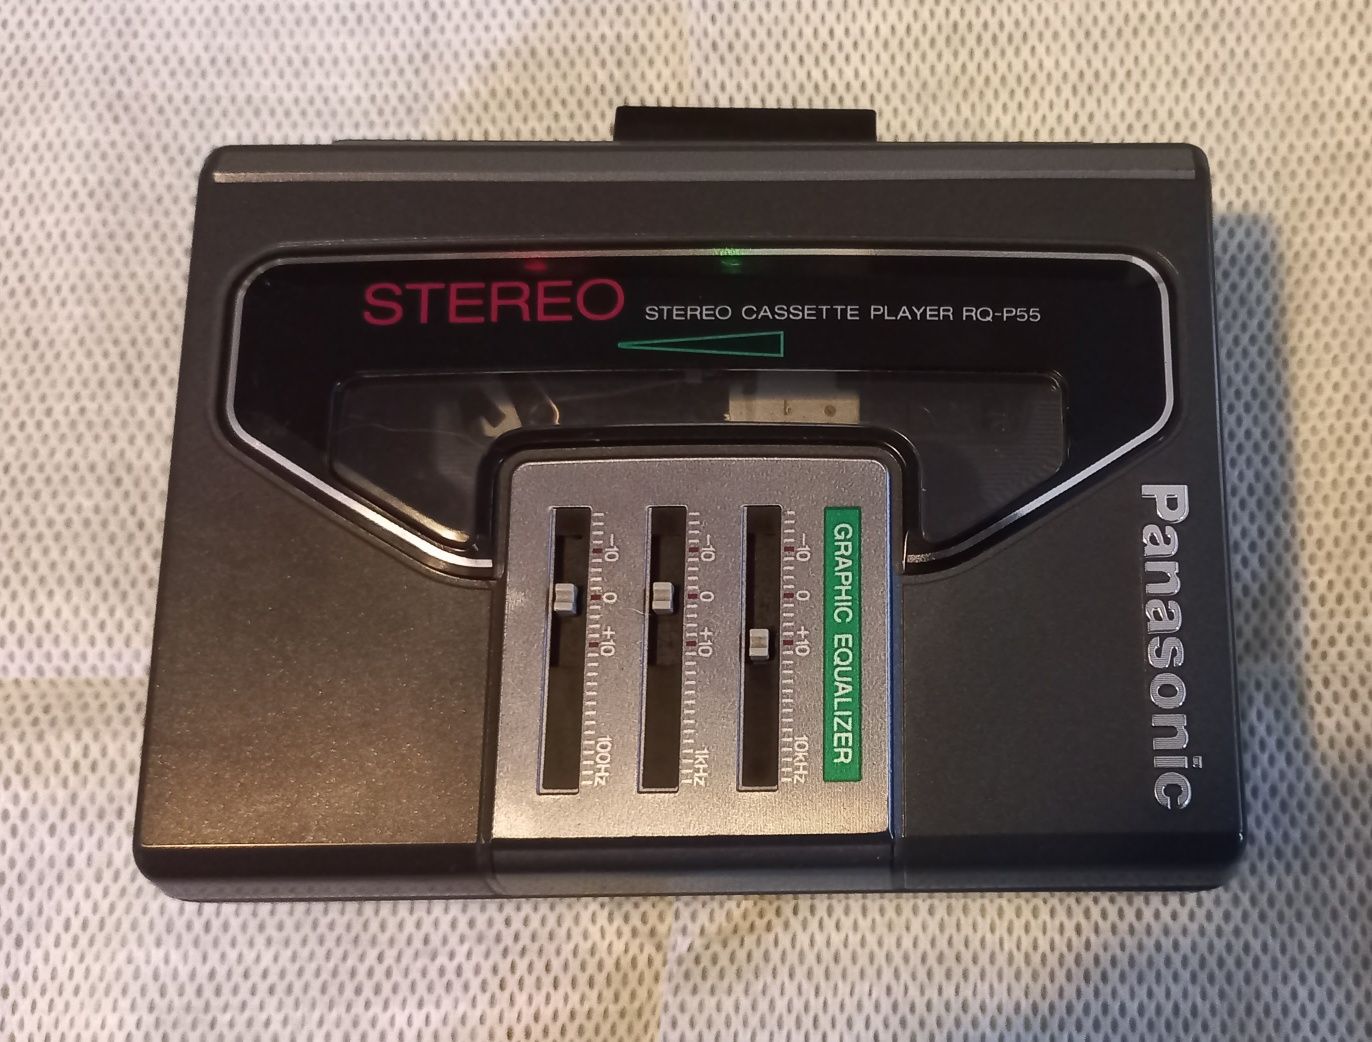 STEREO
STEREO CASSETTE PLAYER RQ-P55
GRAPHIC EQUALIZER
-10 0 +10 10kHz
-10 0 +10 1kHz
-10 0 +10 100Hz
Panasonic